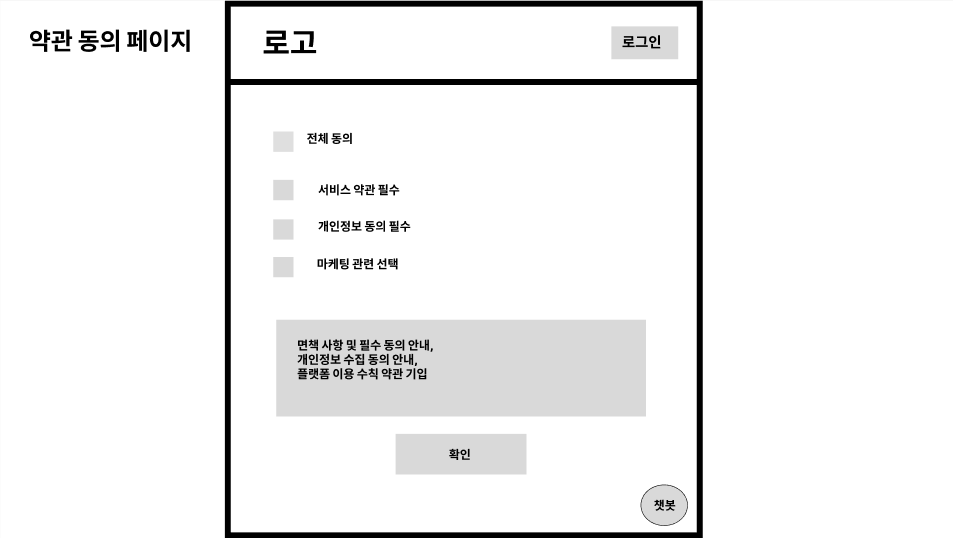 약관 동의 페이지
로고
로그인
전체 동의
서비스 약관 필수
개인정보 동의 필수
마케팅 관련 선택
면책 사항 및 필수 동의 안내,
개인정보 수집 동의 안내,
플랫폼 이용 수칙 약관 기입
확인
챗봇